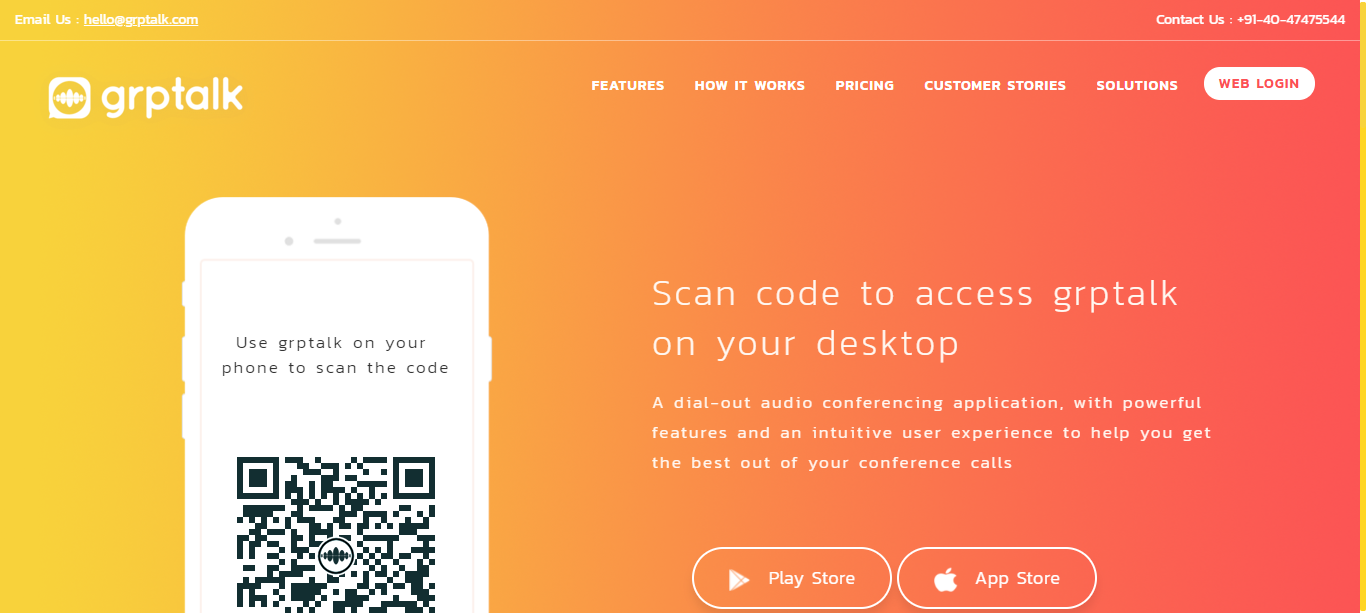 Email Us : hello@grptalk.com
Contact Us : +91-40-47475544
grptalk
FEATURES
HOW IT WORKS
PRICING
CUSTOMER STORIES
SOLUTIONS
WEB LOGIN
Use grptalk on your
phone to scan the code
Scan code to access grptalk
on your desktop
A dial-out audio conferencing application, with powerful
features and an intuitive user experience to help you get
the best out of your conference calls
Play Store
App Store